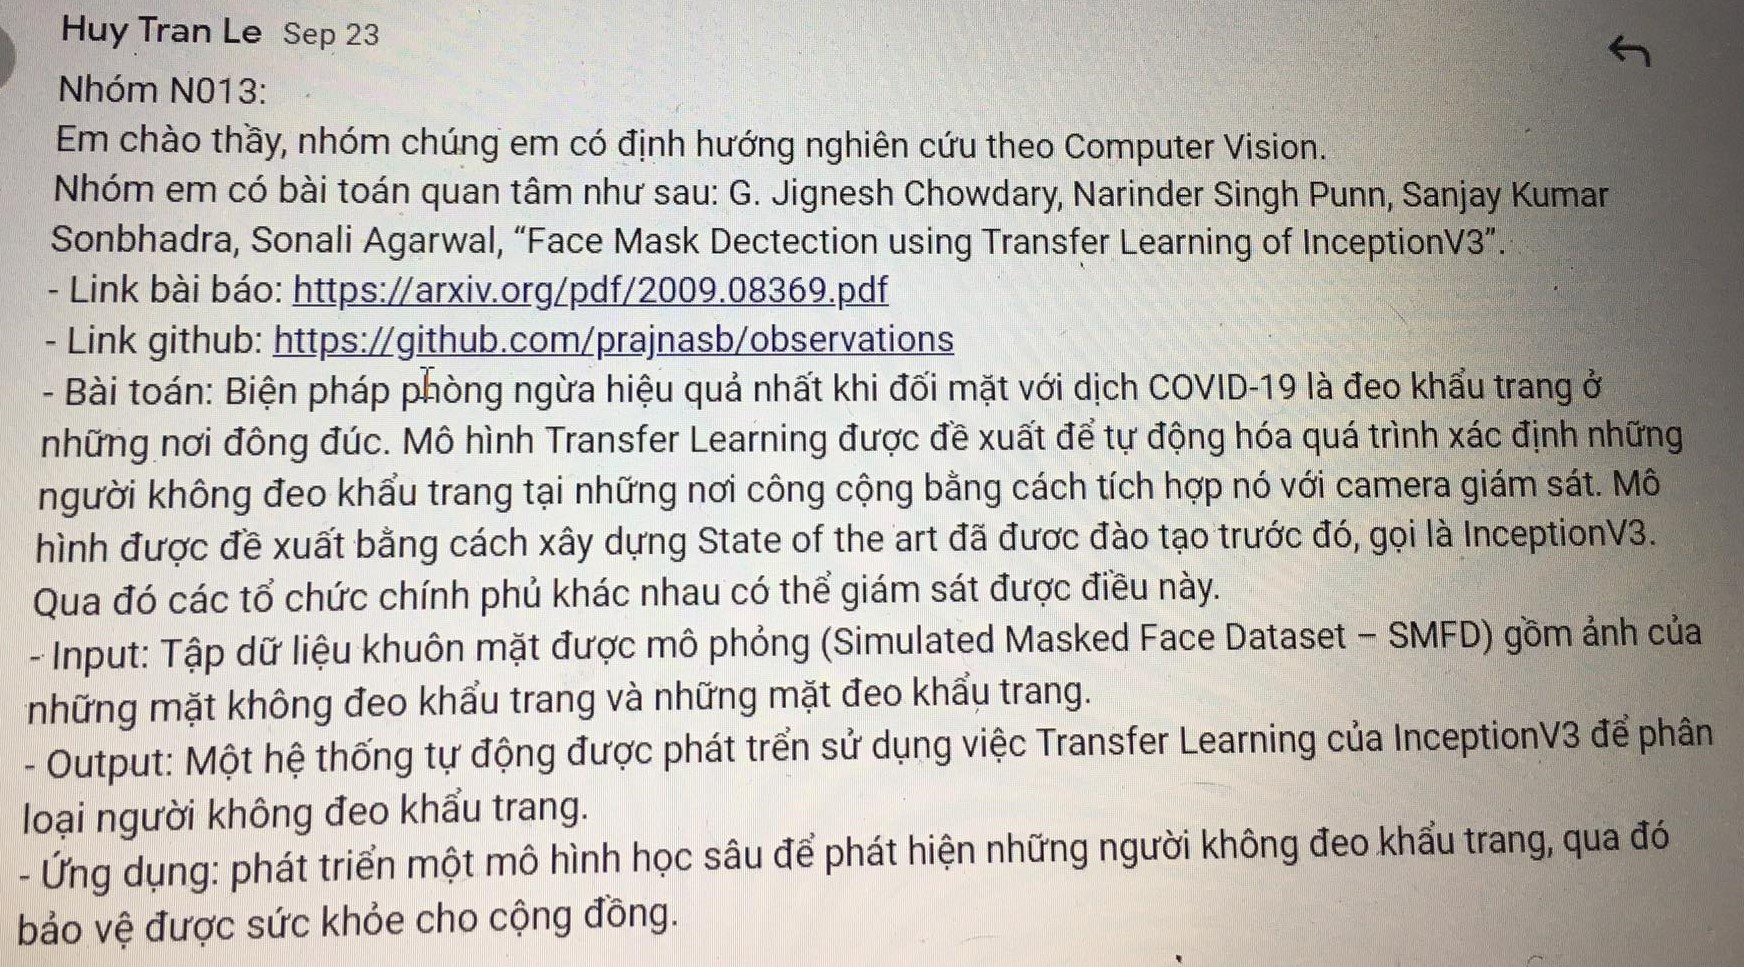 Huy Tran Le Sep 23
Nhóm N013:
Em chào thầy, nhóm chúng em có định hướng nghiên cứu theo Computer Vision.
Nhóm em có bài toán quan tâm như sau: G. Jignesh Chowdary, Narinder Singh Punn, Sanjay Kumar
Sonbhadra, Sonali Agarwal, “Face Mask Dectection using Transfer Learning of InceptionV3”.
- Link bài báo: https://arxiv.org/pdf/2009.08369.pdf
- Link github: https://github.com/prajnasb/observations
- Bài toán: Biện pháp phòng ngừa hiệu quả nhất khi đối mặt với dịch COVID-19 là đeo khẩu trang ở
những nơi đông đúc. Mô hình Transfer Learning được đề xuất để tự động hóa quá trình xác định những
người không đeo khẩu trang tại những nơi công cộng bằng cách tích hợp nó với camera giám sát. Mô
hình được đề xuất bằng cách xây dựng State of the art đã đươc đào tạo trước đó, gọi là InceptionV3.
Qua đó các tổ chức chính phủ khác nhau có thể giám sát được điều này.
- Input: Tập dữ liệu khuôn mặt được mô phỏng (Simulated Masked Face Dataset – SMFD) gồm ảnh của
những mặt không đeo khẩu trang và những mặt đeo khẩu trang.
- Output: Một hệ thống tự động được phát trển sử dụng việc Transfer Learning của InceptionV3 để phân
loại người không đeo khẩu trang.
- Ứng dụng: phát triển một mô hình học sâu để phát hiện những người không đeo khẩu trang, qua đó
bảo vệ được sức khỏe cho cộng đồng.